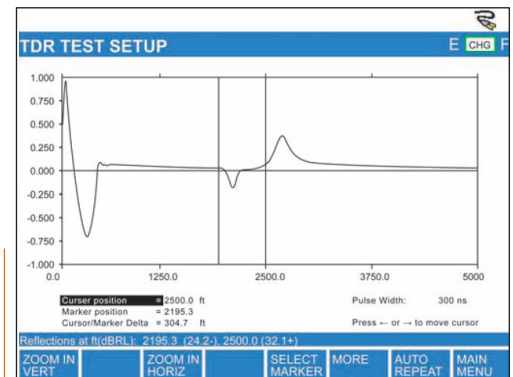 TDR TEST SETUP E CHG F
1.000
0.750
0.500
0.250
0.000
-0.250
-0.500
-0.750
-1.000
0.0 1250.0 2500.0 3750.0 5000
Curser position = 2500.0 ft
Marker position = 2195.3
Cursor/Marker Delta = 304.7 ft
Pulse Width: 300 ns
Press ← or → to move cursor
Reflections at ft(dBRL): 2195.3 (24.2-), 2500.0 (32.1+)
ZOOM IN VERT
ZOOM IN HORIZ
SELECT MARKER
MORE
AUTO REPEAT
MAIN MENU